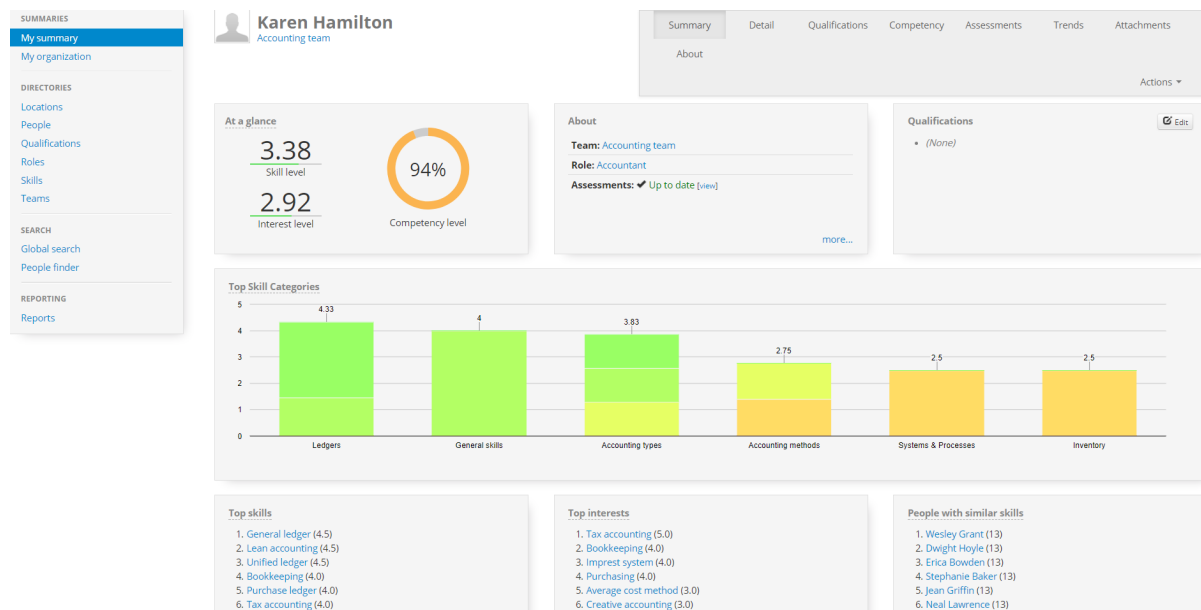 SUMMARIES
My summary
My organization
DIRECTORIES
Locations
People
Qualifications
Roles
Skills
Teams
SEARCH
Global search
People finder
REPORTING
Reports
Karen Hamilton
Accounting team
Summary Detail Qualifications Competency Assessments Trends Attachments
About
Actions
At a glance
3.38
Skill level
2.92
Interest level
94%
Competency level
About
Team: Accounting team
Role: Accountant
Assessments: ✔ Up to date [view]
more...
Qualifications
Edit
• (None)
Top Skill Categories
5
4
3
2
1
0
4.33 4 3.83 2.75 2.5 2.5
Ledgers General skills Accounting types Accounting methods Systems & Processes Inventory
Top skills
1. General ledger (4.5)
2. Lean accounting (4.5)
3. Unified ledger (4.5)
4. Bookkeeping (4.0)
5. Purchase ledger (4.0)
6. Tax accounting (4.0)
Top interests
1. Tax accounting (5.0)
2. Bookkeeping (4.0)
3. Imprest system (4.0)
4. Purchasing (4.0)
5. Average cost method (3.0)
6. Creative accounting (3.0)
People with similar skills
1. Wesley Grant (13)
2. Dwight Hoyle (13)
3. Erica Bowden (13)
4. Stephanie Baker (13)
5. Jean Griffin (13)
6. Neal Lawrence (13)